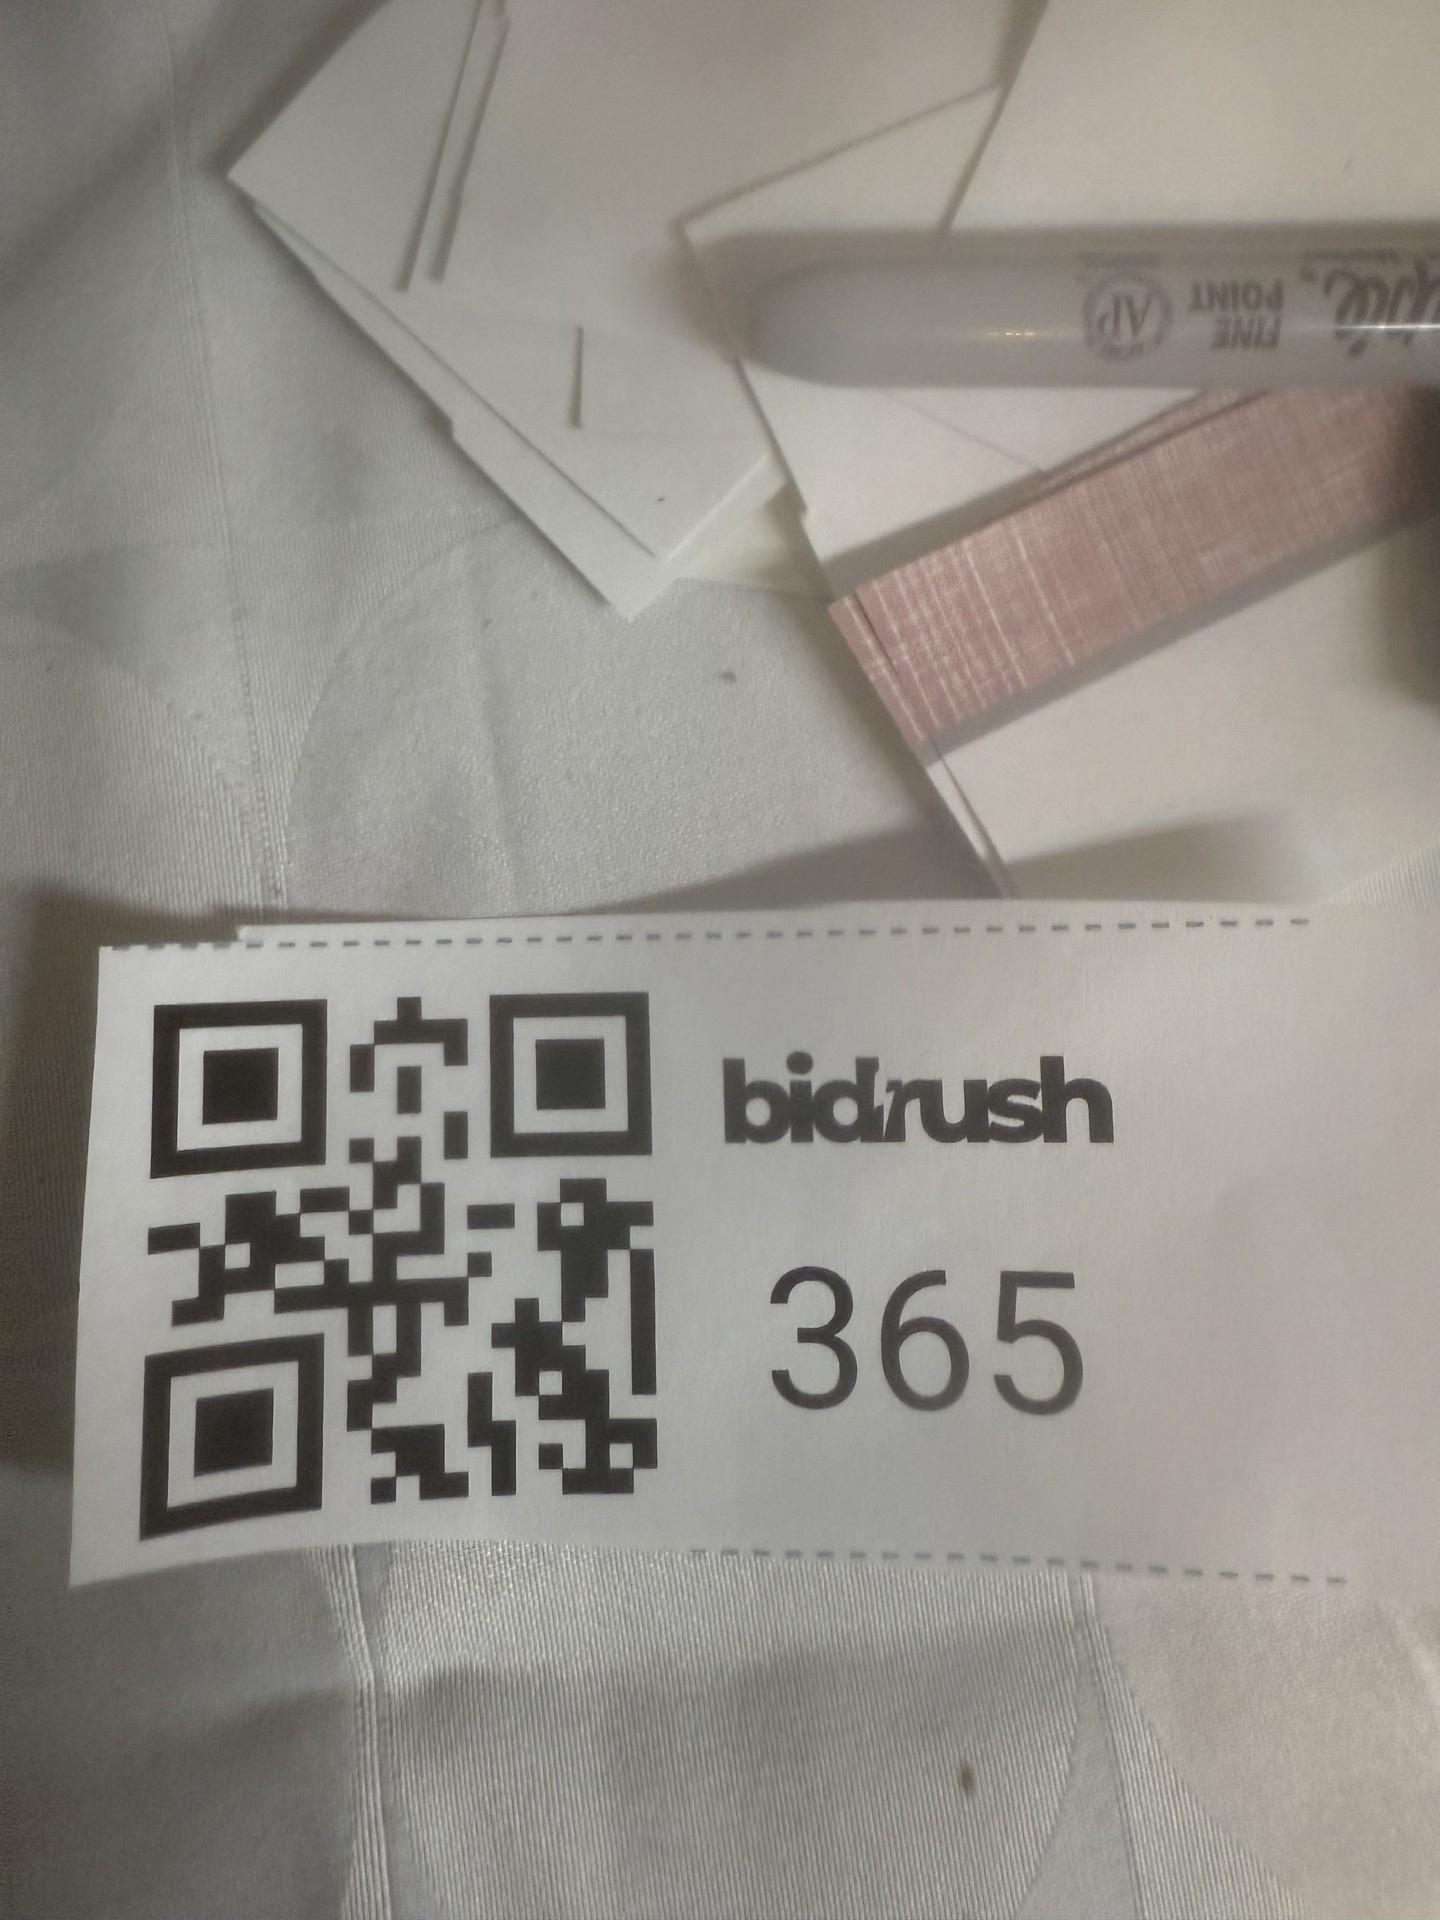 FINE
POINT
AP
bidrush
365